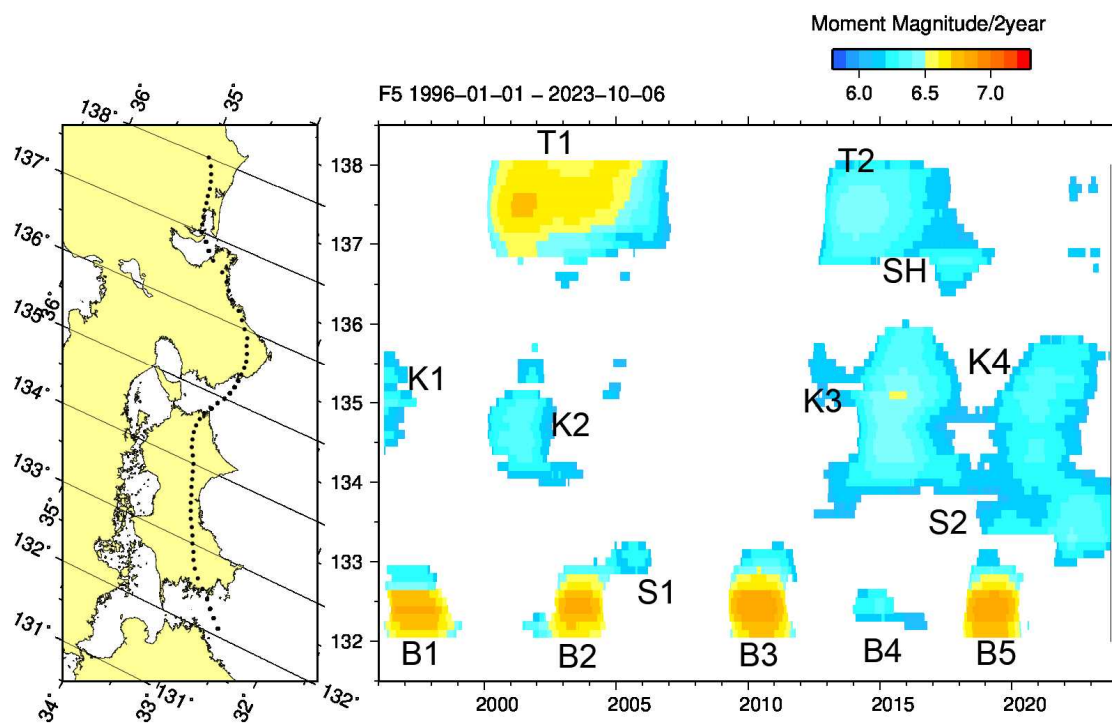 Moment Magnitude/2year
6.0 6.5 7.0
F5 1996-01-01 - 2023-10-06
36° 35°
138°
137°
136°
135°
36°
134°
133°
35°
132°
131°
34° 33° 131° 32° 132°
138
137
136
135
134
133
132
T1
T2
SH
K1
K2
K3
K4
S1
S2
B1 B2 B3 B4 B5
2000 2005 2010 2015 2020